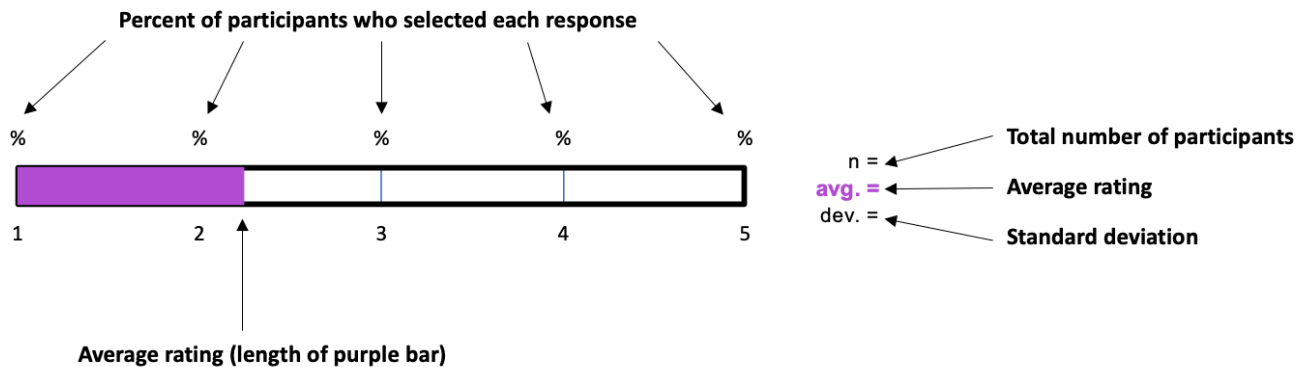 Percent of participants who selected each response
% % % % %
Total number of participants
n =
avg. =
Average rating
dev. =
Standard deviation
1 2 3 4 5
Average rating (length of purple bar)